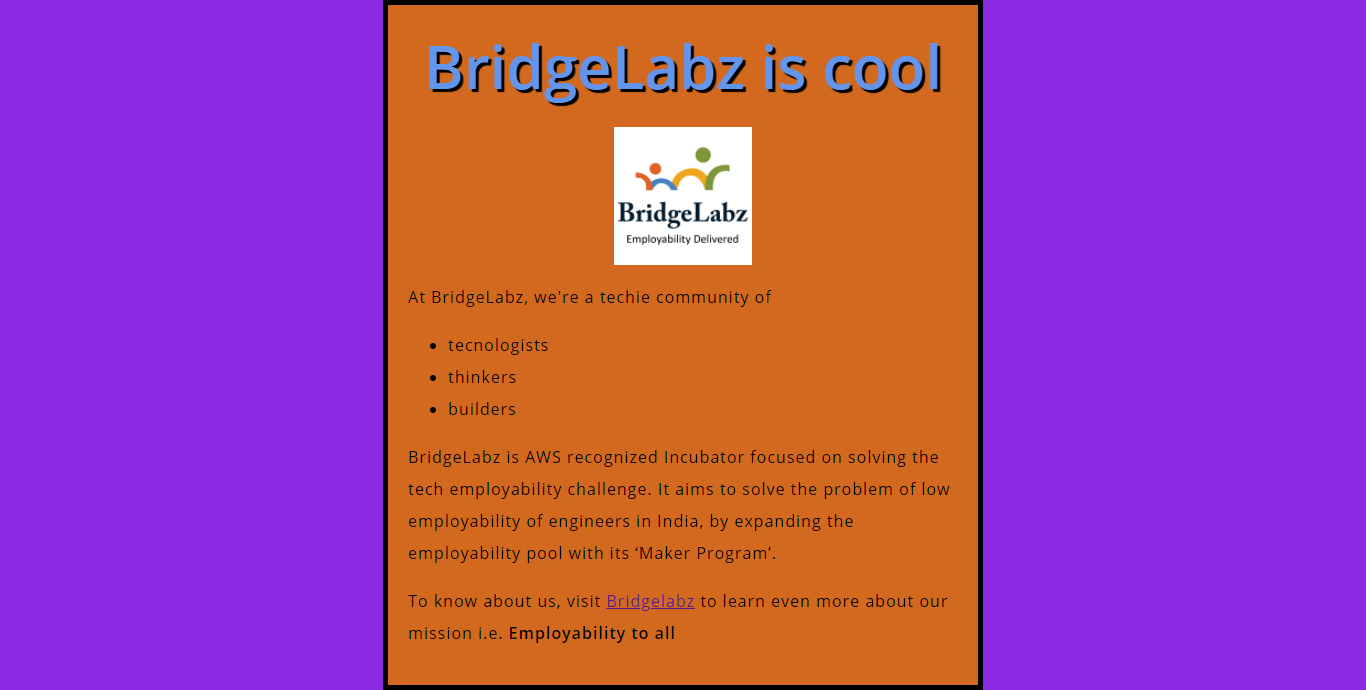 BridgeLabz is cool
BridgeLabz
Employability Delivered
At BridgeLabz, we're a techie community of
• tecnologists
• thinkers
• builders
BridgeLabz is AWS recognized Incubator focused on solving the
tech employability challenge. It aims to solve the problem of low
employability of engineers in India, by expanding the
employability pool with its ‘Maker Program’.
To know about us, visit Bridgelabz to learn even more about our
mission i.e. Employability to all